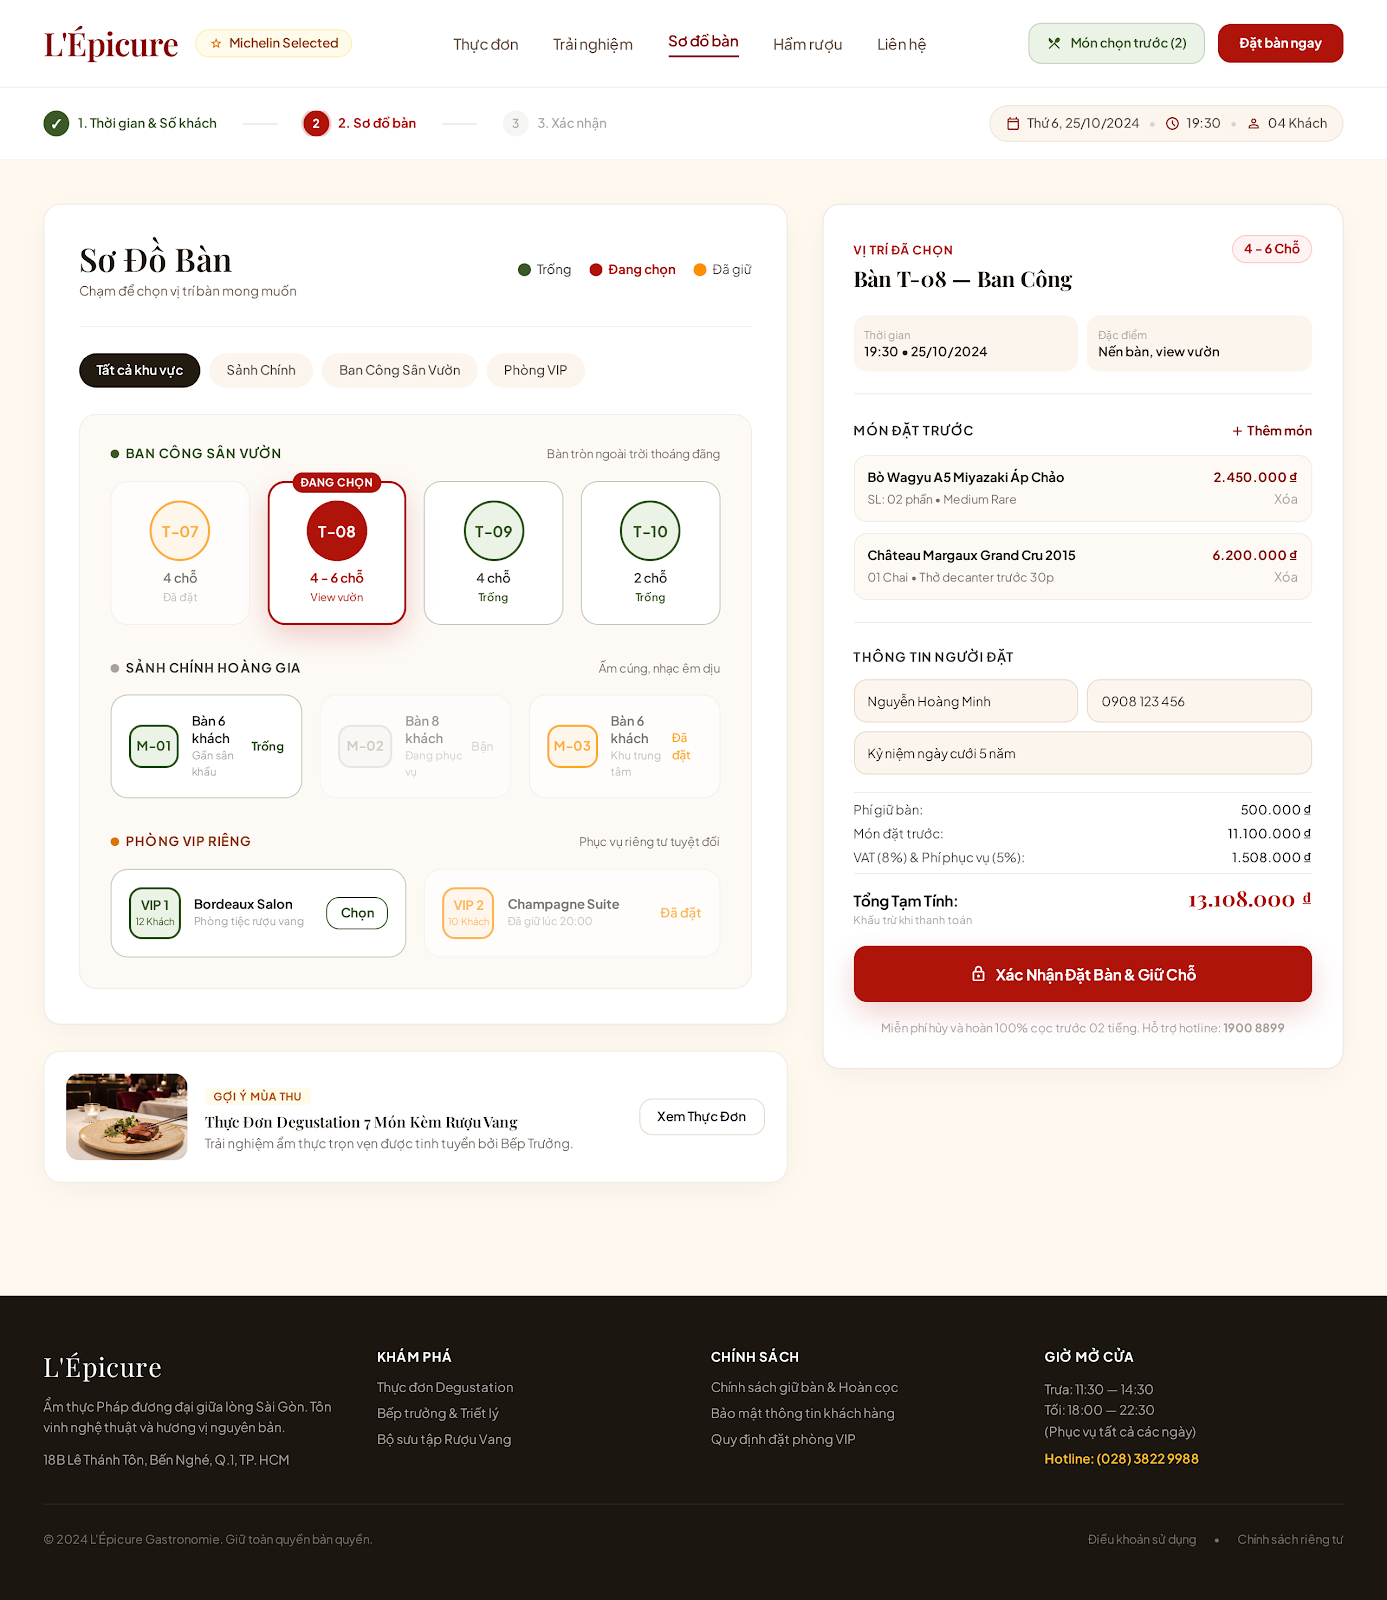 L'Épicure
Michelin Selected
Thực đơn
Trải nghiệm
Sơ đồ bàn
Hầm rượu
Liên hệ
Món chọn trước (2)
Đặt bàn ngay
✓ 1. Thời gian & Số khách
2 2. Sơ đồ bàn
3 3. Xác nhận
Thứ 6, 25/10/2024 • 19:30 • 04 Khách
Sơ Đồ Bàn
Chạm để chọn vị trí bàn mong muốn
Trống
Đang chọn
Đã giữ
Tất cả khu vực
Sảnh Chính
Ban Công Sân Vườn
Phòng VIP
BAN CÔNG SÂN VƯỜN
Bàn tròn ngoài trời thoáng đãng
T-07
4 chỗ
Đã đặt
ĐANG CHỌN
T-08
4 - 6 chỗ
View vườn
T-09
4 chỗ
Trống
T-10
2 chỗ
Trống
SẢNH CHÍNH HOÀNG GIA
Ấm cúng, nhạc êm dịu
M-01
Bàn 6
khách
Gần sân
khấu
Trống
M-02
Bàn 8
khách
Đang phục
vụ
Bận
M-03
Bàn 6
khách
Khu trung
tâm
Đã
đặt
PHÒNG VIP RIÊNG
Phục vụ riêng tư tuyệt đối
VIP 1
12 Khách
Bordeaux Salon
Phòng tiệc rượu vang
Chọn
VIP 2
10 Khách
Champagne Suite
Đã giữ lúc 20:00
Đã đặt
GỢI Ý MÙA THU
Thực Đơn Degustation 7 Món Kèm Rượu Vang
Trải nghiệm ẩm thực trọn vẹn được tinh tuyển bởi Bếp Trưởng.
Xem Thực Đơn
VỊ TRÍ ĐÃ CHỌN
4 - 6 Chỗ
Bàn T-08 — Ban Công
Thời gian
19:30 • 25/10/2024
Đặc điểm
Nến bàn, view vườn
MÓN ĐẶT TRƯỚC
+ Thêm món
Bò Wagyu A5 Miyazaki Áp Chảo
2.450.000 ₫
SL: 02 phần • Medium Rare
Xóa
Château Margaux Grand Cru 2015
6.200.000 ₫
01 Chai • Thở decanter trước 30p
Xóa
THÔNG TIN NGƯỜI ĐẶT
Nguyễn Hoàng Minh
0908 123 456
Kỷ niệm ngày cưới 5 năm
Phí giữ bàn:
500.000 ₫
Món đặt trước:
11.100.000 ₫
VAT (8%) & Phí phục vụ (5%):
1.508.000 ₫
Tổng Tạm Tính:
13.108.000 ₫
Khấu trừ khi thanh toán
Xác Nhận Đặt Bàn & Giữ Chỗ
Miễn phí hủy và hoàn 100% cọc trước 02 tiếng. Hỗ trợ hotline: 1900 8899
L'Épicure
Ẩm thực Pháp đương đại giữa lòng Sài Gòn. Tôn
vinh nghệ thuật và hương vị nguyên bản.
18B Lê Thánh Tôn, Bến Nghé, Q.1, TP. HCM
KHÁM PHÁ
Thực đơn Degustation
Bếp trưởng & Triết lý
Bộ sưu tập Rượu Vang
CHÍNH SÁCH
Chính sách giữ bàn & Hoàn cọc
Bảo mật thông tin khách hàng
Quy định đặt phòng VIP
GIỜ MỞ CỬA
Trưa: 11:30 — 14:30
Tối: 18:00 — 22:30
(Phục vụ tất cả các ngày)
Hotline: (028) 3822 9988
© 2024 L'Épicure Gastronomie. Giữ toàn quyền bản quyền.
Điều khoản sử dụng • Chính sách riêng tư